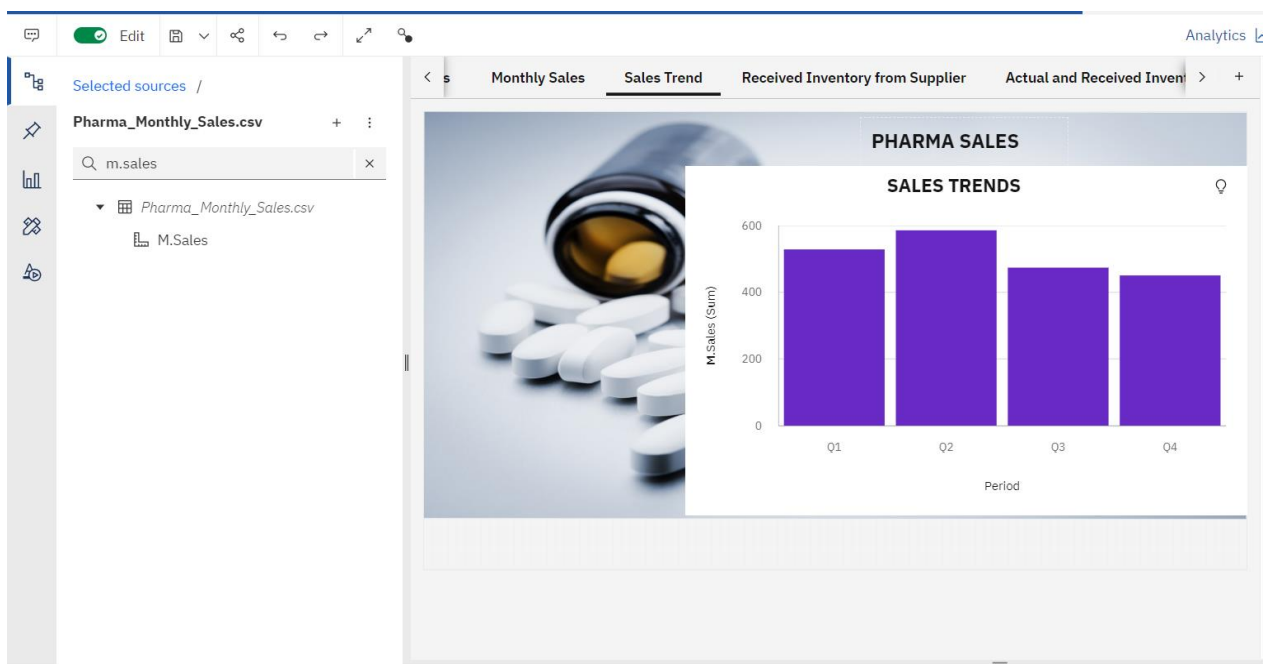 Edit
Analytics
Selected sources /
Pharma_Monthly_Sales.csv
m.sales
Pharma_Monthly_Sales.csv
M.Sales
s Monthly Sales Sales Trend Received Inventory from Supplier Actual and Received Invent
PHARMA SALES
SALES TRENDS
M.Sales (Sum)
600
400
200
0
Q1 Q2 Q3 Q4
Period